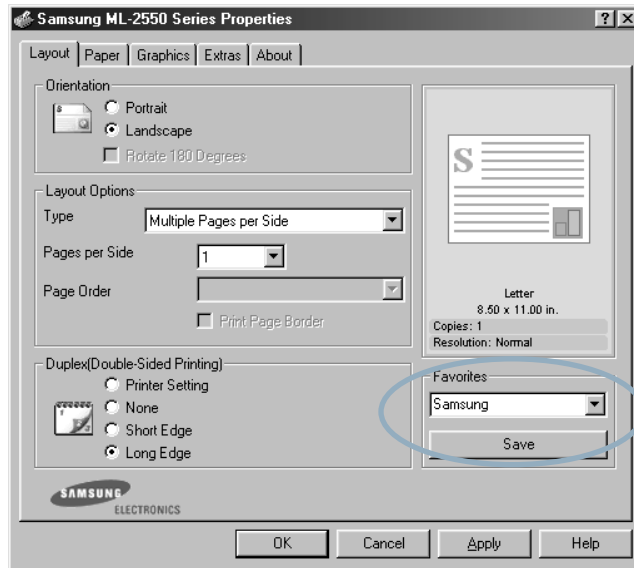 Samsung ML-2550 Series Properties
Layout Paper Graphics Extras About
Orientation
Portrait
Landscape
Rotate 180 Degrees
Layout Options
Type Multiple Pages per Side
Pages per Side 1
Page Order
Print Page Border
Duplex(Double-Sided Printing)
Printer Setting
None
Short Edge
Long Edge
S
Letter
8.50 x 11.00 in.
Copies: 1
Resolution: Normal
Favorites
Samsung
Save
SAMSUNG
ELECTRONICS
OK Cancel Apply Help